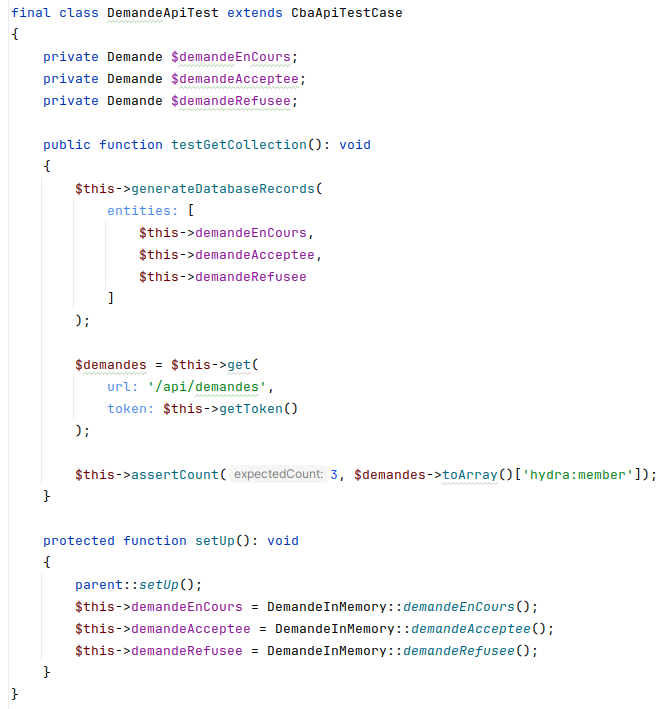 final class DemandeApiTest extends CbaApiTestCase
{
    private Demande $demandeEnCours;
    private Demande $demandeAcceptee;
    private Demande $demandeRefusee;

    public function testGetCollection(): void
    {
        $this->generateDatabaseRecords(
            entities: [
                $this->demandeEnCours,
                $this->demandeAcceptee,
                $this->demandeRefusee
            ]
        );

        $demandes = $this->get(
            url: '/api/demandes',
            token: $this->getToken()
        );

        $this->assertCount( expectedCount: 3, $demandes->toArray()['hydra:member']);
    }

    protected function setUp(): void
    {
        parent::setUp();
        $this->demandeEnCours = DemandeInMemory::demandeEnCours();
        $this->demandeAcceptee = DemandeInMemory::demandeAcceptee();
        $this->demandeRefusee = DemandeInMemory::demandeRefusee();
    }
}